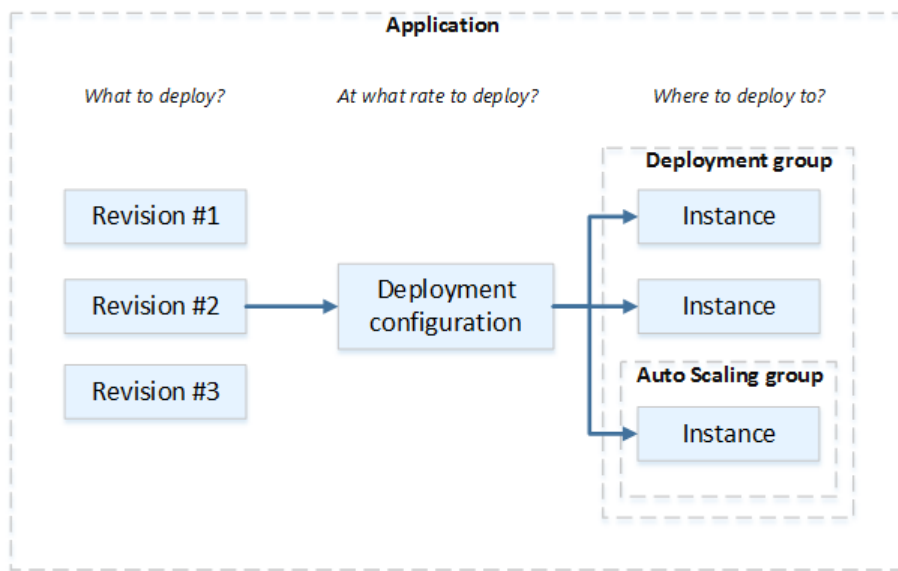 Application
What to deploy?
At what rate to deploy?
Where to deploy to?
Deployment group
Revision #1
Instance
Revision #2
Deployment
configuration
Instance
Revision #3
Auto Scaling group
Instance